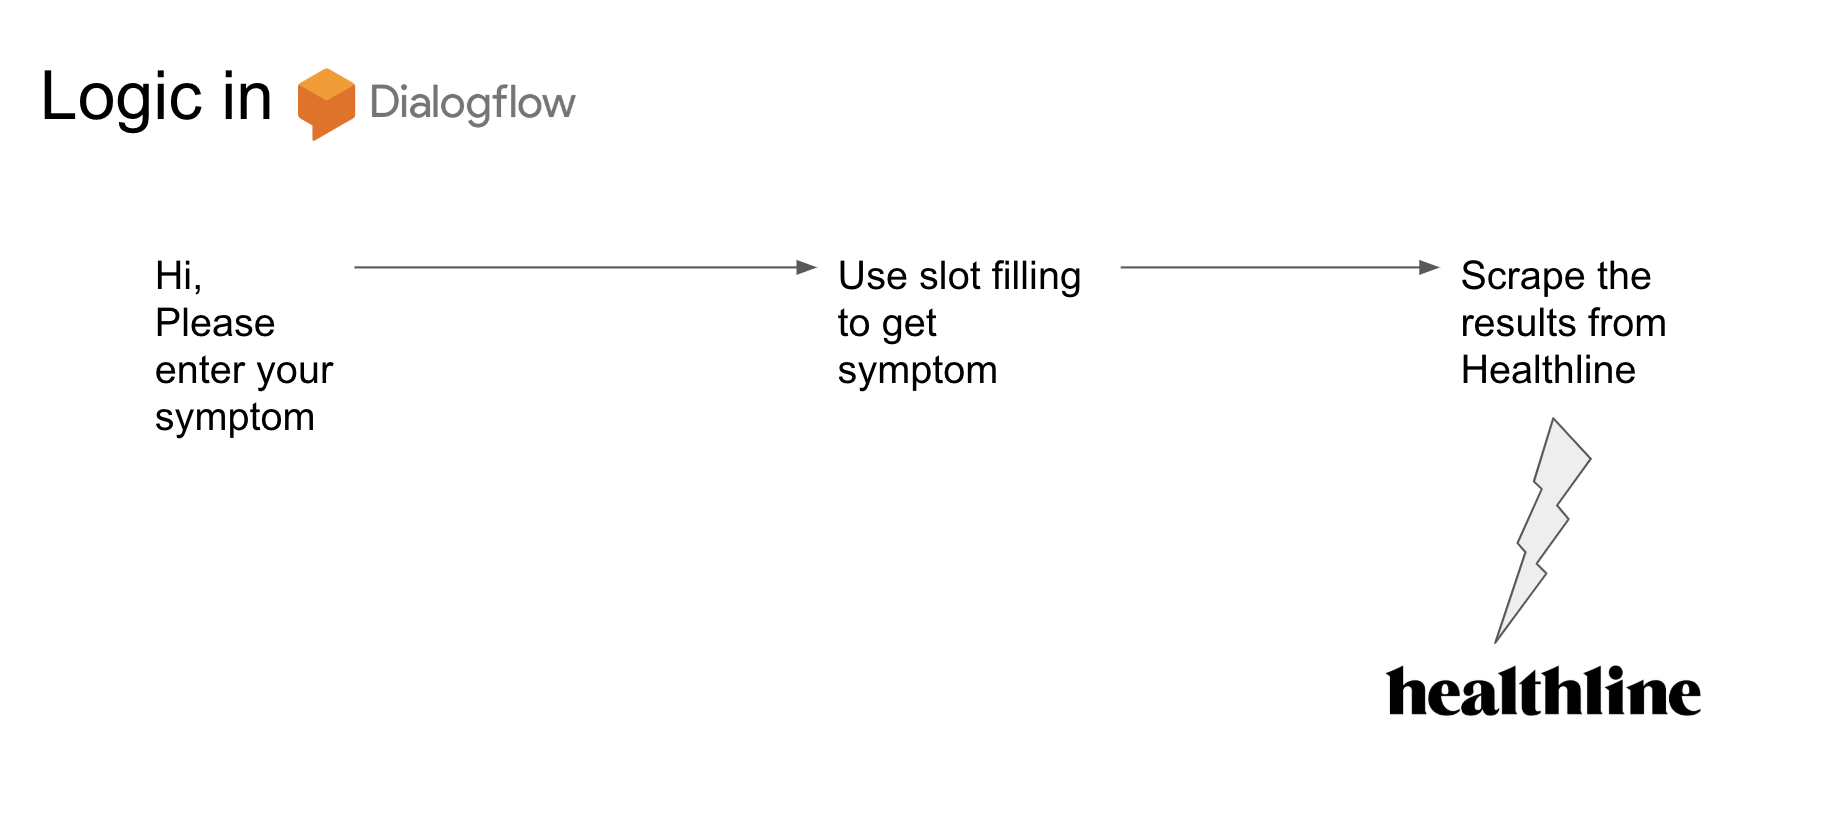 Logic in Dialogflow
Hi,
Please
enter your
symptom
Use slot filling
to get
symptom
Scrape the
results from
Healthline
healthline